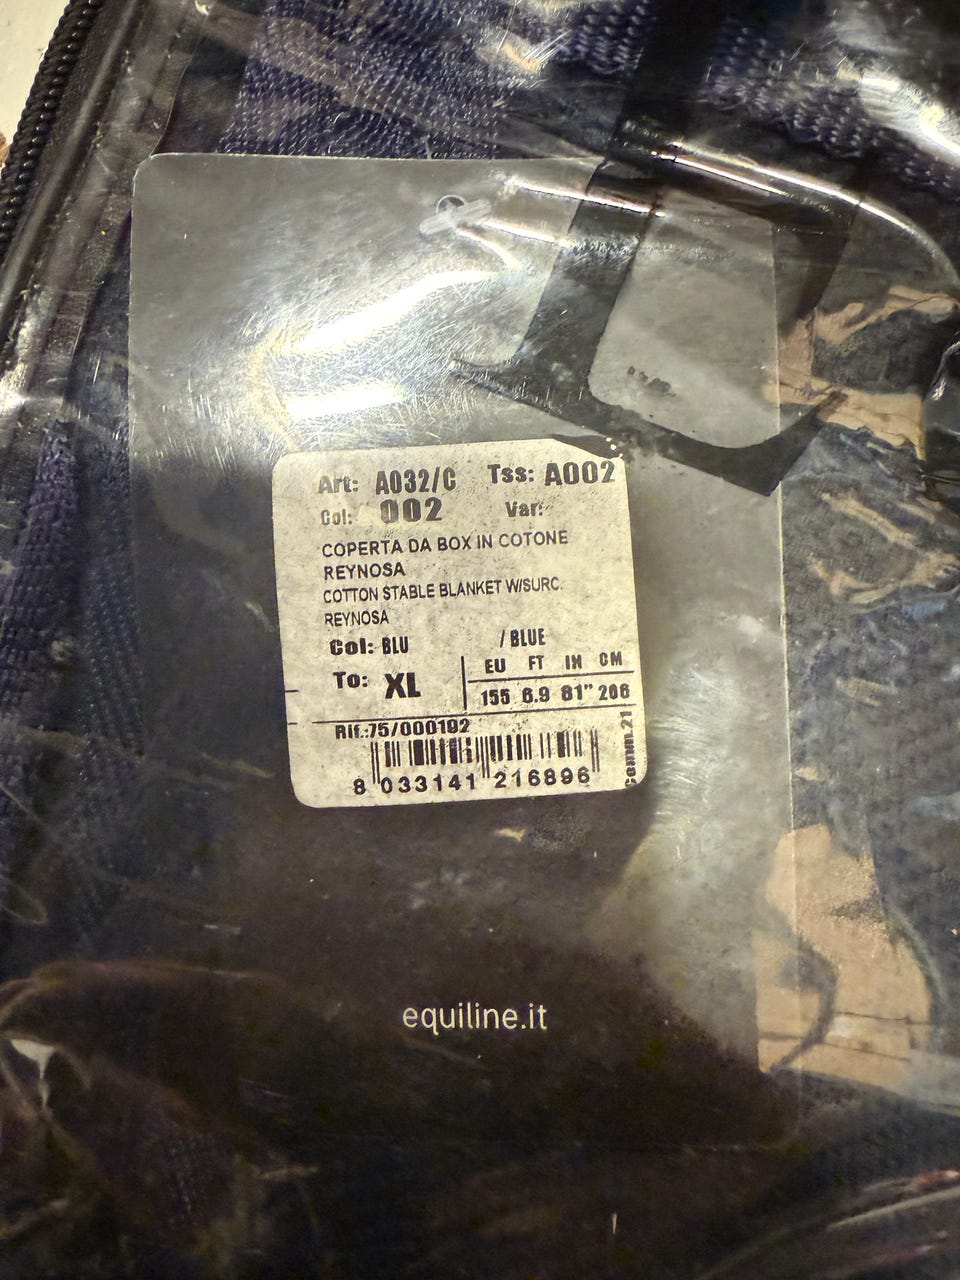 Art: A032/C Tss: A002
Col: 002 Var:
COPERTA DA BOX IN COTONE
REYNOSA
COTTON STABLE BLANKET W/SURC.
REYNOSA
Col: BLU / BLUE
To: XL
EU FT IN CM
155 6.9 81" 206
Rif.:75/000192
comm.21
8 033141 216896
equiline.it